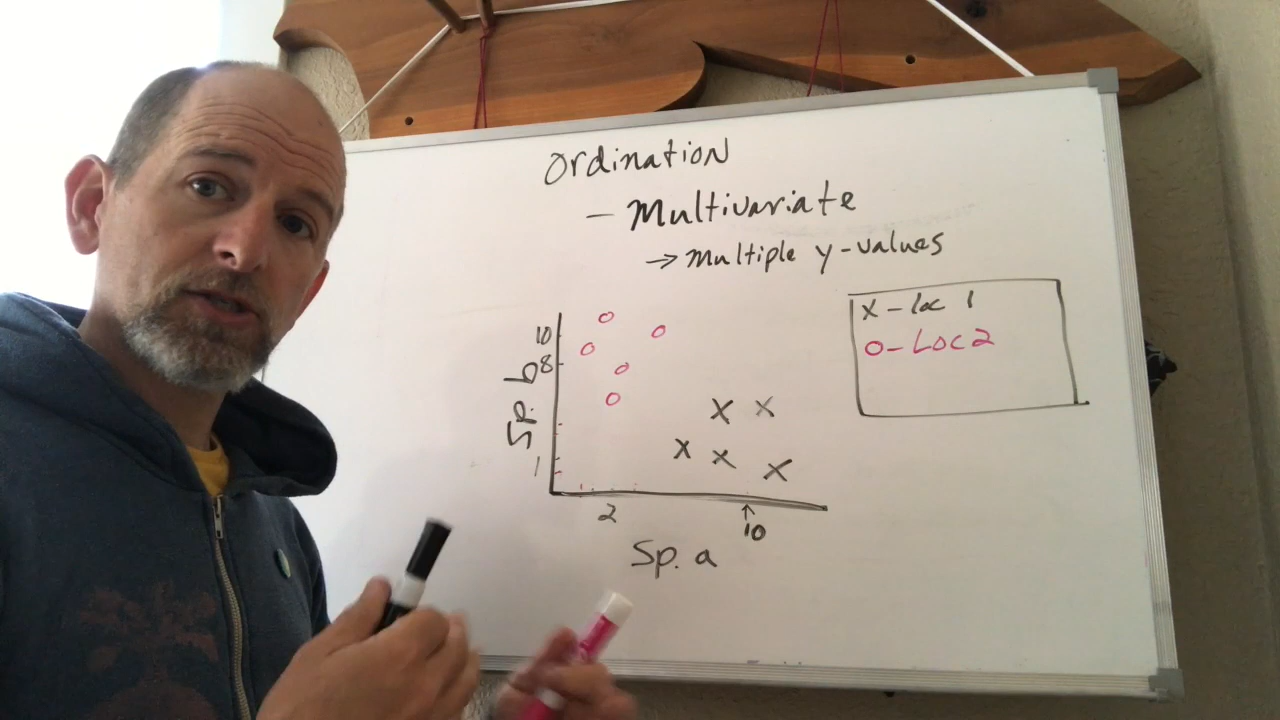 Ordination
- Multivariate
→ Multiple y-values
X - Loc 1
O - Loc 2
10
8
Sp. b
1
2
10
Sp. a